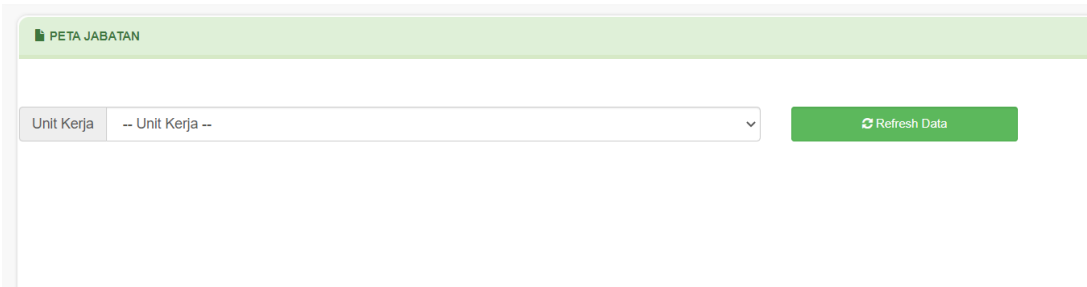 PETA JABATAN
Unit Kerja -- Unit Kerja -- Refresh Data